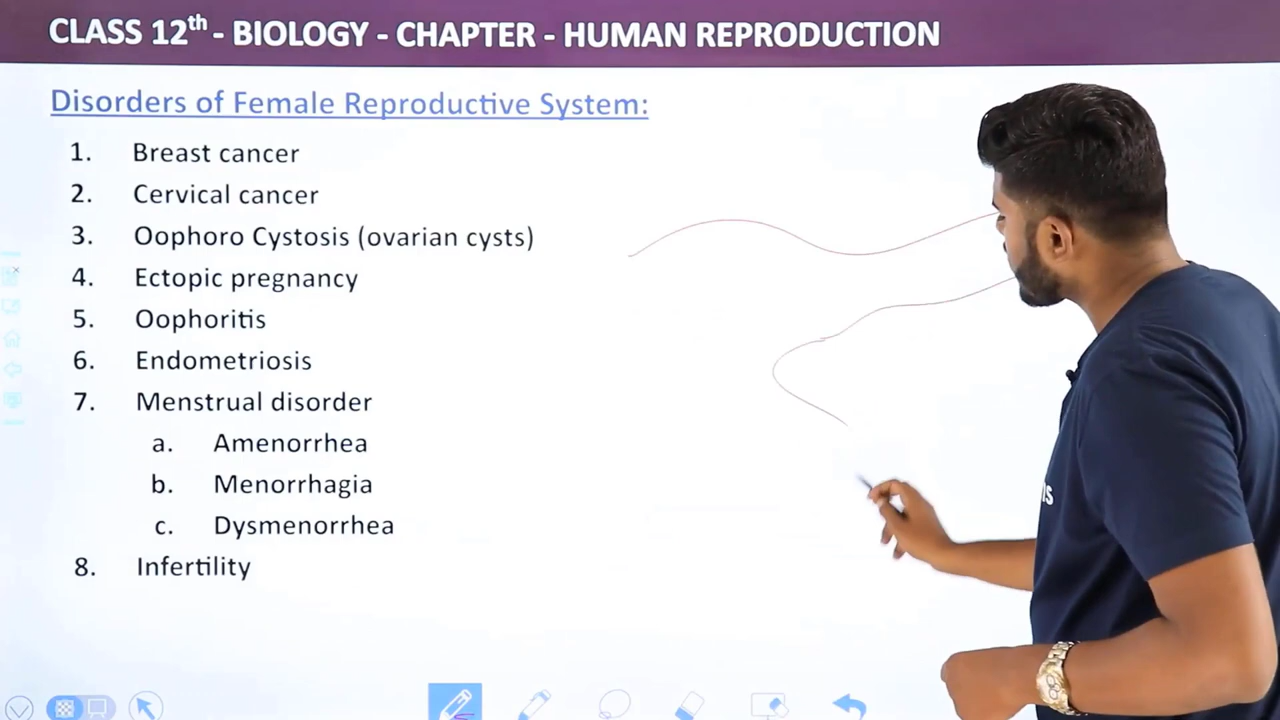 CLASS 12th - BIOLOGY - CHAPTER - HUMAN REPRODUCTION
Disorders of Female Reproductive System:
1. Breast cancer
2. Cervical cancer
3. Oophoro Cystosis (ovarian cysts)
4. Ectopic pregnancy
5. Oophoritis
6. Endometriosis
7. Menstrual disorder
a. Amenorrhea
b. Menorrhagia
c. Dysmenorrhea
8. Infertility